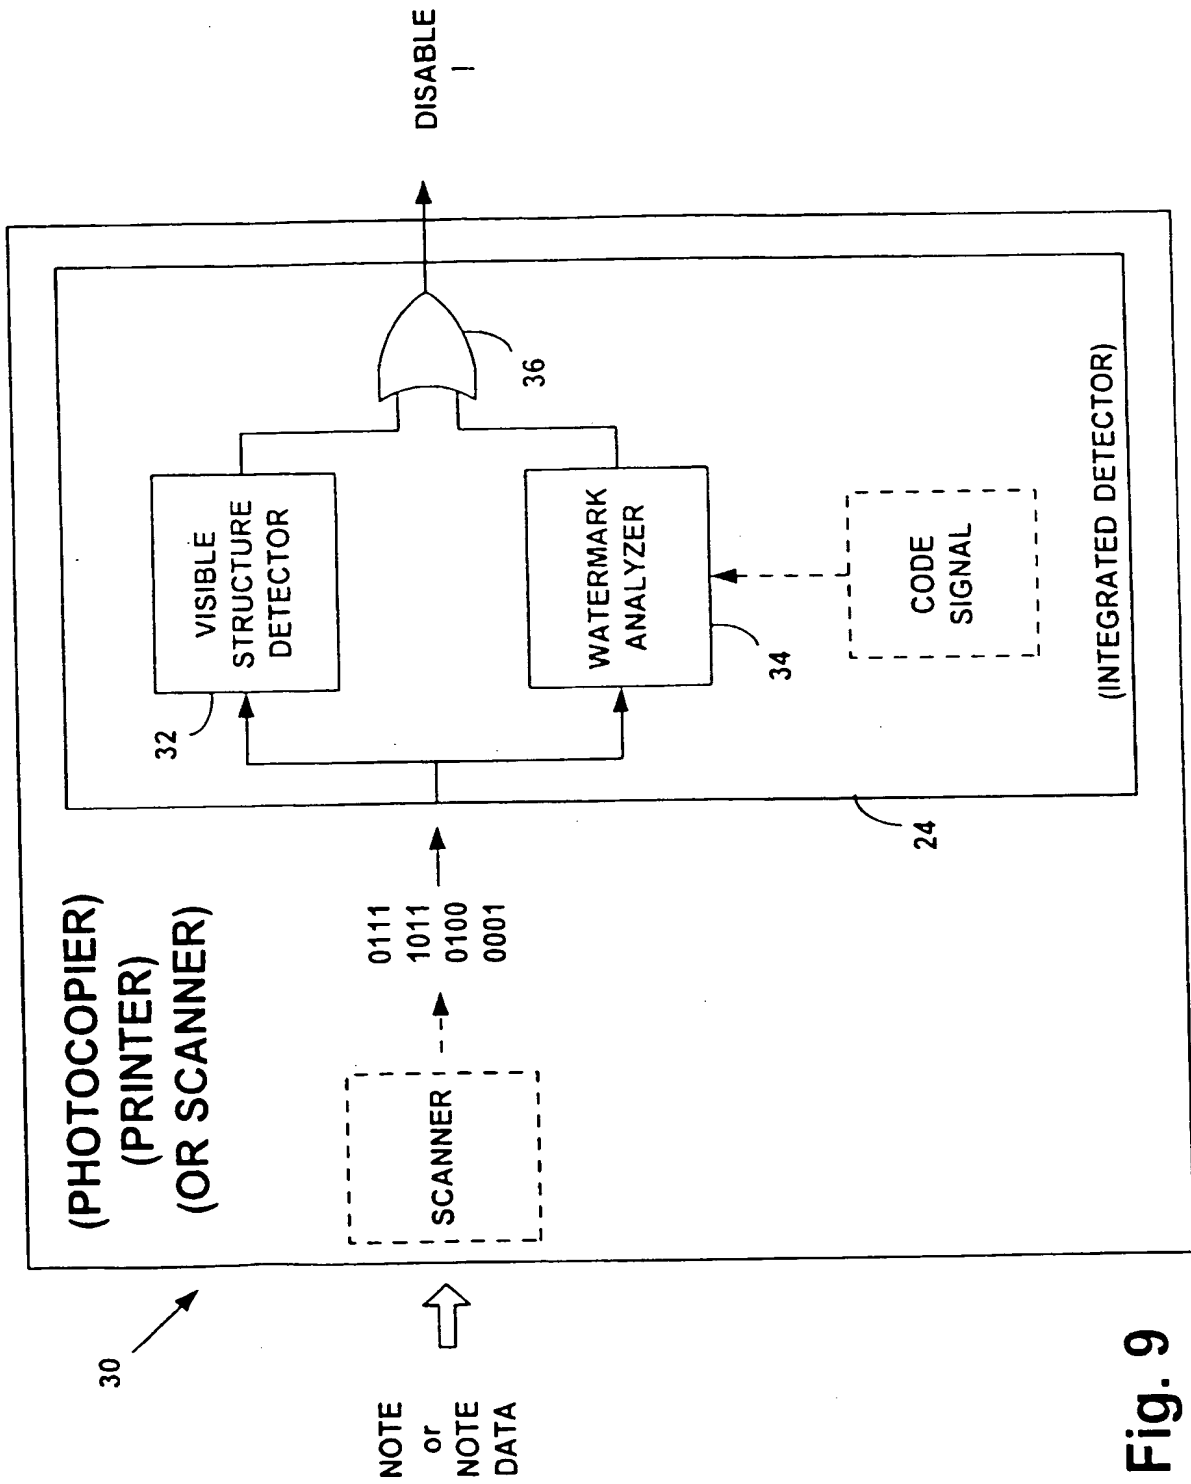 (PHOTOCOPIER)
(PRINTER)
(OR SCANNER)
30
NOTE
or
NOTE
DATA
SCANNER
0111
1011
0100
0001
32
VISIBLE
STRUCTURE
DETECTOR
WATERMARK
ANALYZER
34
CODE
SIGNAL
36
DISABLE
24
(INTEGRATED DETECTOR)
Fig. 9